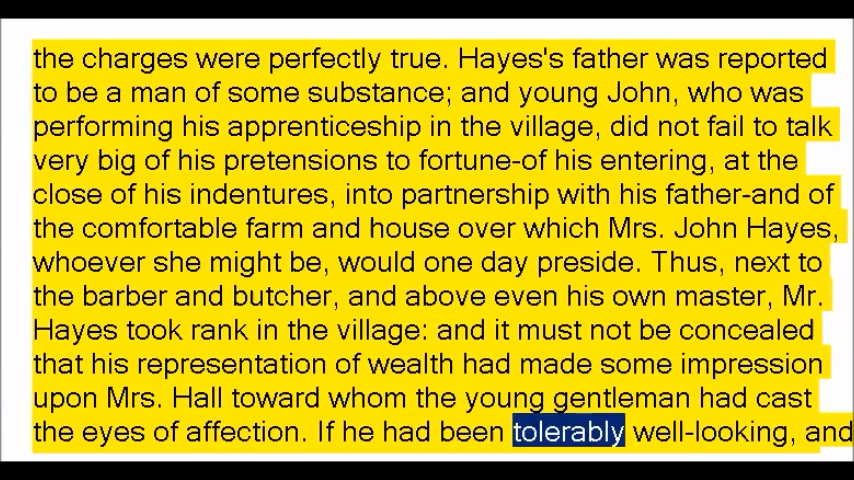 the charges were perfectly true. Hayes's father was reported
to be a man of some substance; and young John, who was
performing his apprenticeship in the village, did not fail to talk
very big of his pretensions to fortune-of his entering, at the
close of his indentures, into partnership with his father-and of
the comfortable farm and house over which Mrs. John Hayes,
whoever she might be, would one day preside. Thus, next to
the barber and butcher, and above even his own master, Mr.
Hayes took rank in the village: and it must not be concealed
that his representation of wealth had made some impression
upon Mrs. Hall toward whom the young gentleman had cast
the eyes of affection. If he had been tolerably well-looking, and